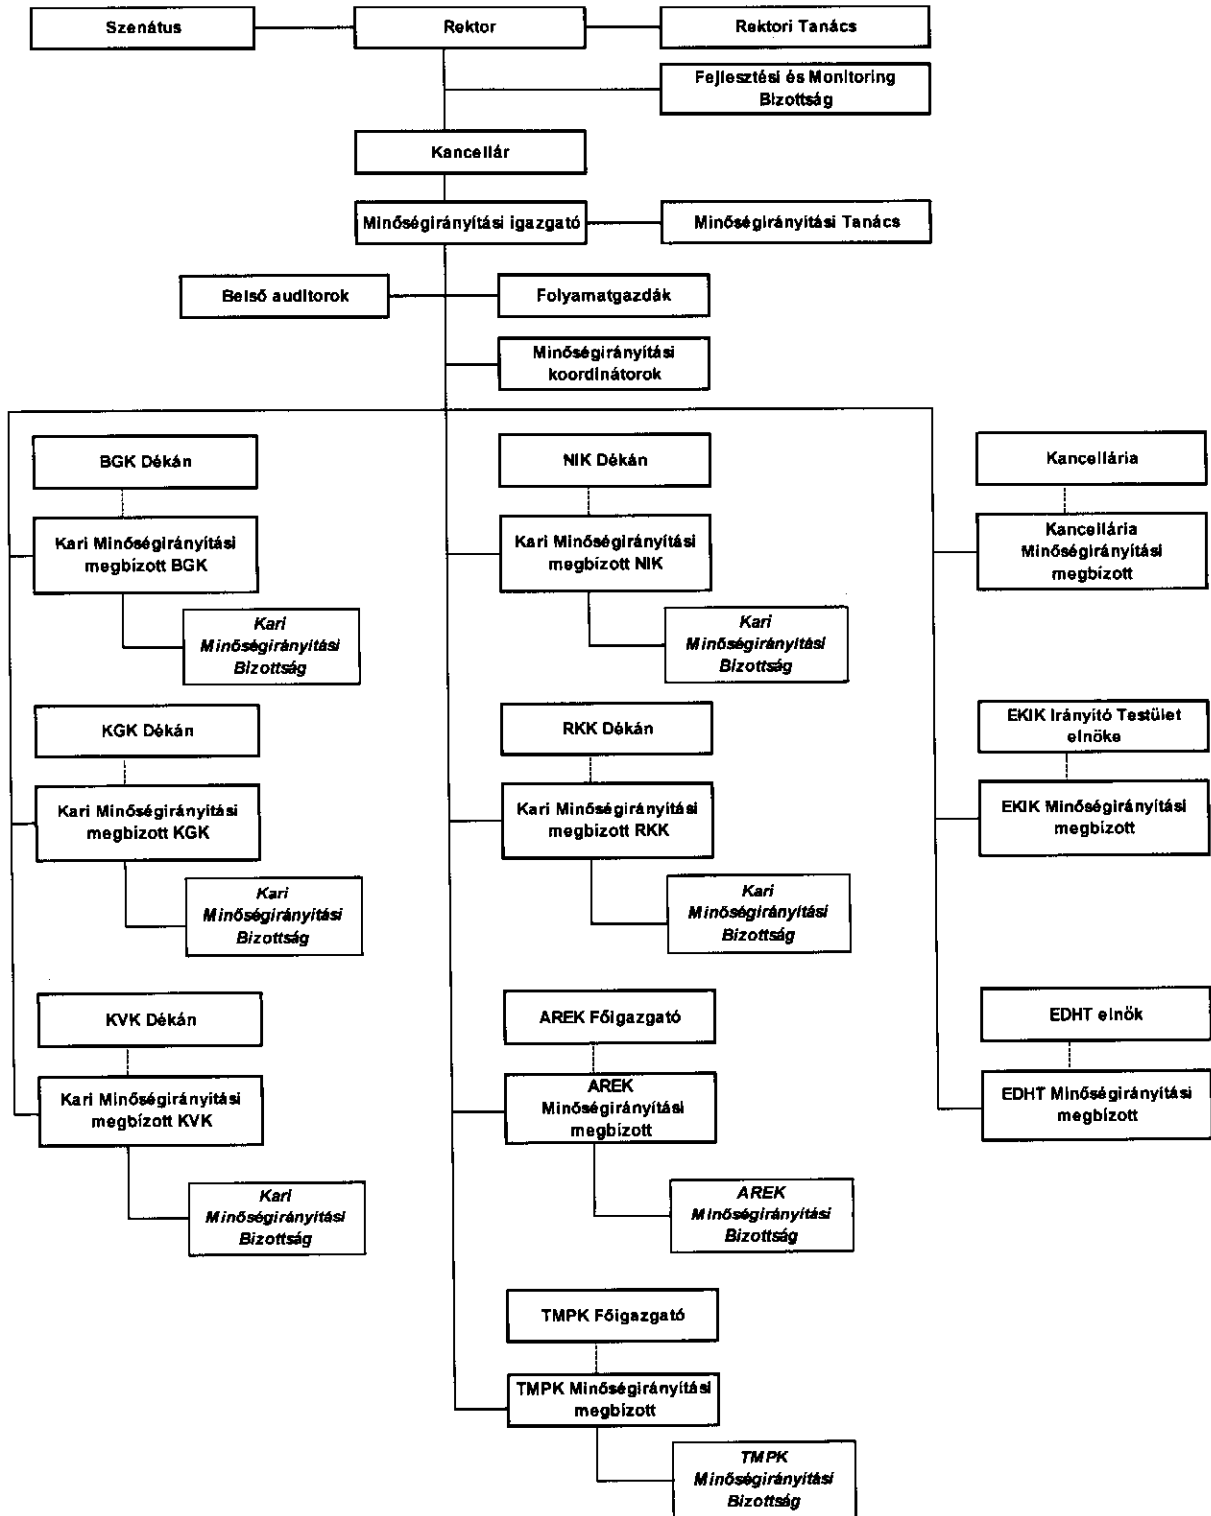 Szenátus
Rektor
Rektori Tanács
Fejlesztési és Monitoring
Bizottság
Kancellár
Minőségirányítási igazgató
Minőségirányítási Tanács
Belső auditorok
Folyamatgazdák
Minőségirányítási
koordinátorok
BGK Dékán
Kari Minőségirányítási
megbízott BGK
Kari
Minőségirányítási
Bizottság
KGK Dékán
Kari Minőségirányítási
megbízott KGK
Kari
Minőségirányítási
Bizottság
KVK Dékán
Kari Minőségirányítási
megbízott KVK
Kari
Minőségirányítási
Bizottság
NIK Dékán
Kari Minőségirányítási
megbízott NIK
Kari
Minőségirányítási
Bizottság
RKK Dékán
Kari Minőségirányítási
megbízott RKK
Kari
Minőségirányítási
Bizottság
AREK Főigazgató
AREK
Minőségirányítási
megbízott
AREK
Minőségirányítási
Bizottság
TMPK Főigazgató
TMPK Minőségirányítási
megbízott
TMPK
Minőségirányítási
Bizottság
Kancellária
Kancellária
Minőségirányítási
megbízott
EKIK Irányító Testület
elnöke
EKIK Minőségirányítási
megbízott
EDHT elnök
EDHT Minőségirányítási
megbízott